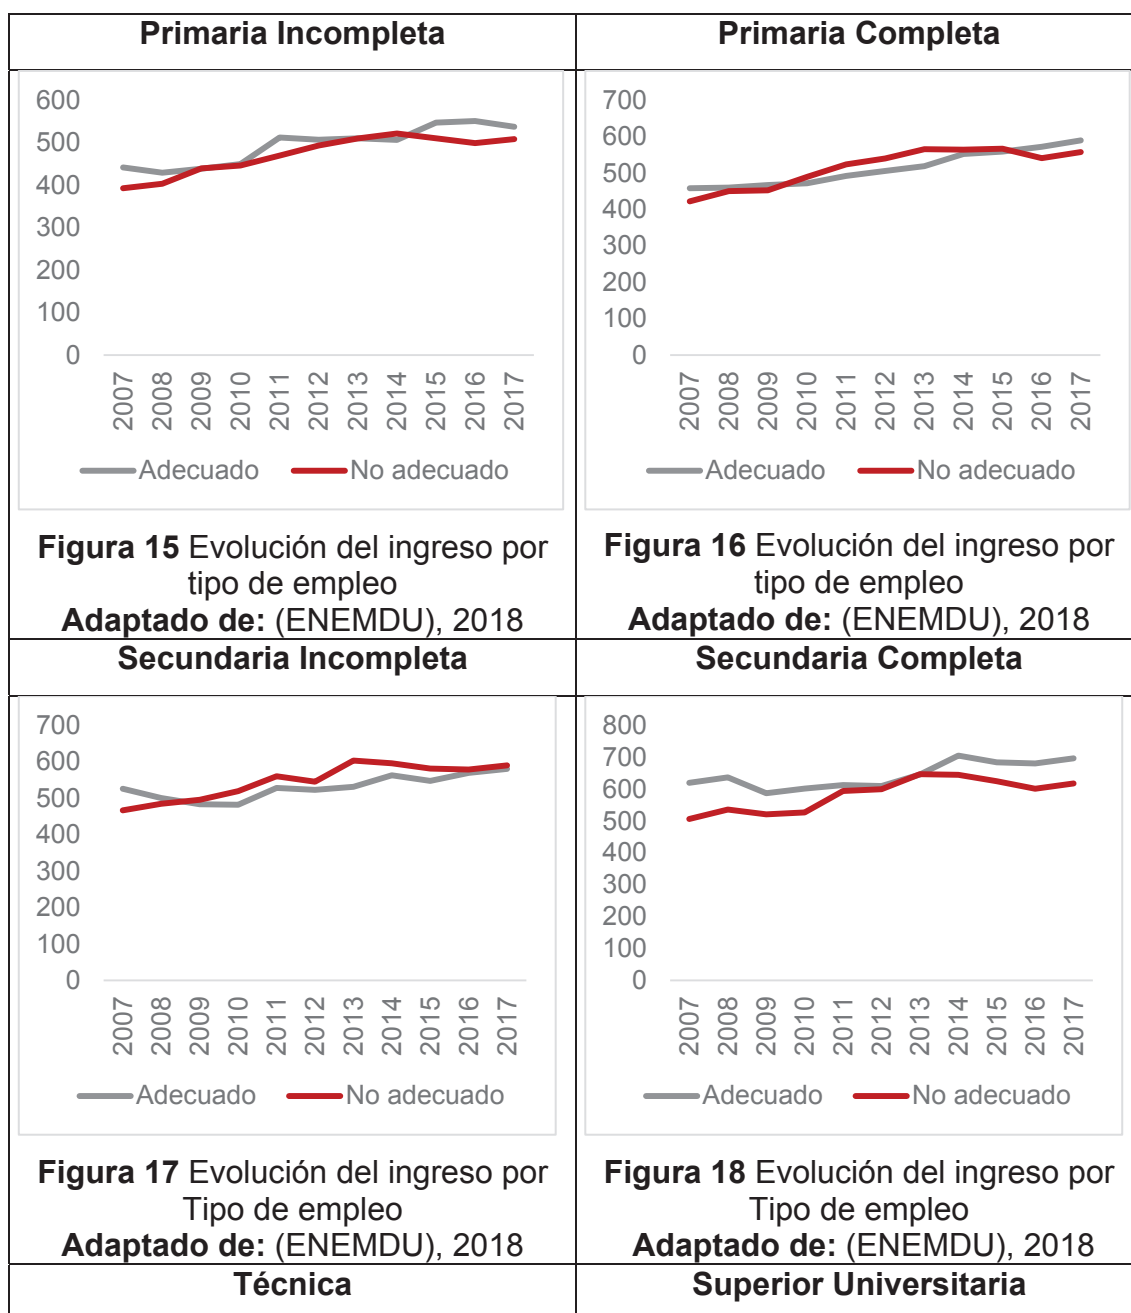 Primaria Incompleta
Primaria Completa
600
500
400
300
200
100
0
2007
2008
2009
2010
2011
2012
2013
2014
2015
2016
2017
Adecuado
No adecuado
Figura 15 Evolución del ingreso por
tipo de empleo
Adaptado de: (ENEMDU), 2018
700
600
500
400
300
200
100
0
2007
2008
2009
2010
2011
2012
2013
2014
2015
2016
2017
Adecuado
No adecuado
Figura 16 Evolución del ingreso por
tipo de empleo
Adaptado de: (ENEMDU), 2018
Secundaria Incompleta
Secundaria Completa
700
600
500
400
300
200
100
0
2007
2008
2009
2010
2011
2012
2013
2014
2015
2016
2017
Adecuado
No adecuado
Figura 17 Evolución del ingreso por
Tipo de empleo
Adaptado de: (ENEMDU), 2018
800
700
600
500
400
300
200
100
0
2007
2008
2009
2010
2011
2012
2013
2014
2015
2016
2017
Adecuado
No adecuado
Figura 18 Evolución del ingreso por
Tipo de empleo
Adaptado de: (ENEMDU), 2018
Técnica
Superior Universitaria